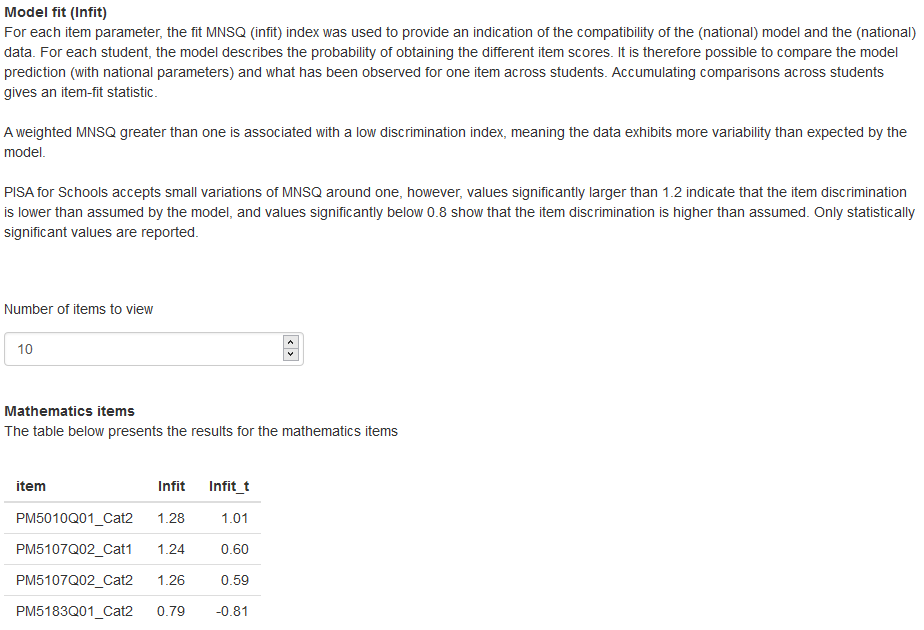 Model fit (Infit)
For each item parameter, the fit MNSQ (infit) index was used to provide an indication of the compatibility of the (national) model and the (national)
data. For each student, the model describes the probability of obtaining the different item scores. It is therefore possible to compare the model
prediction (with national parameters) and what has been observed for one item across students. Accumulating comparisons across students
gives an item-fit statistic.
A weighted MNSQ greater than one is associated with a low discrimination index, meaning the data exhibits more variability than expected by the
model.
PISA for Schools accepts small variations of MNSQ around one, however, values significantly larger than 1.2 indicate that the item discrimination
is lower than assumed by the model, and values significantly below 0.8 show that the item discrimination is higher than assumed. Only statistically
significant values are reported.
Number of items to view
10
Mathematics items
The table below presents the results for the mathematics items
item Infit Infit_t
PM5010Q01_Cat2 1.28 1.01
PM5107Q02_Cat1 1.24 0.60
PM5107Q02_Cat2 1.26 0.59
PM5183Q01_Cat2 0.79 -0.81